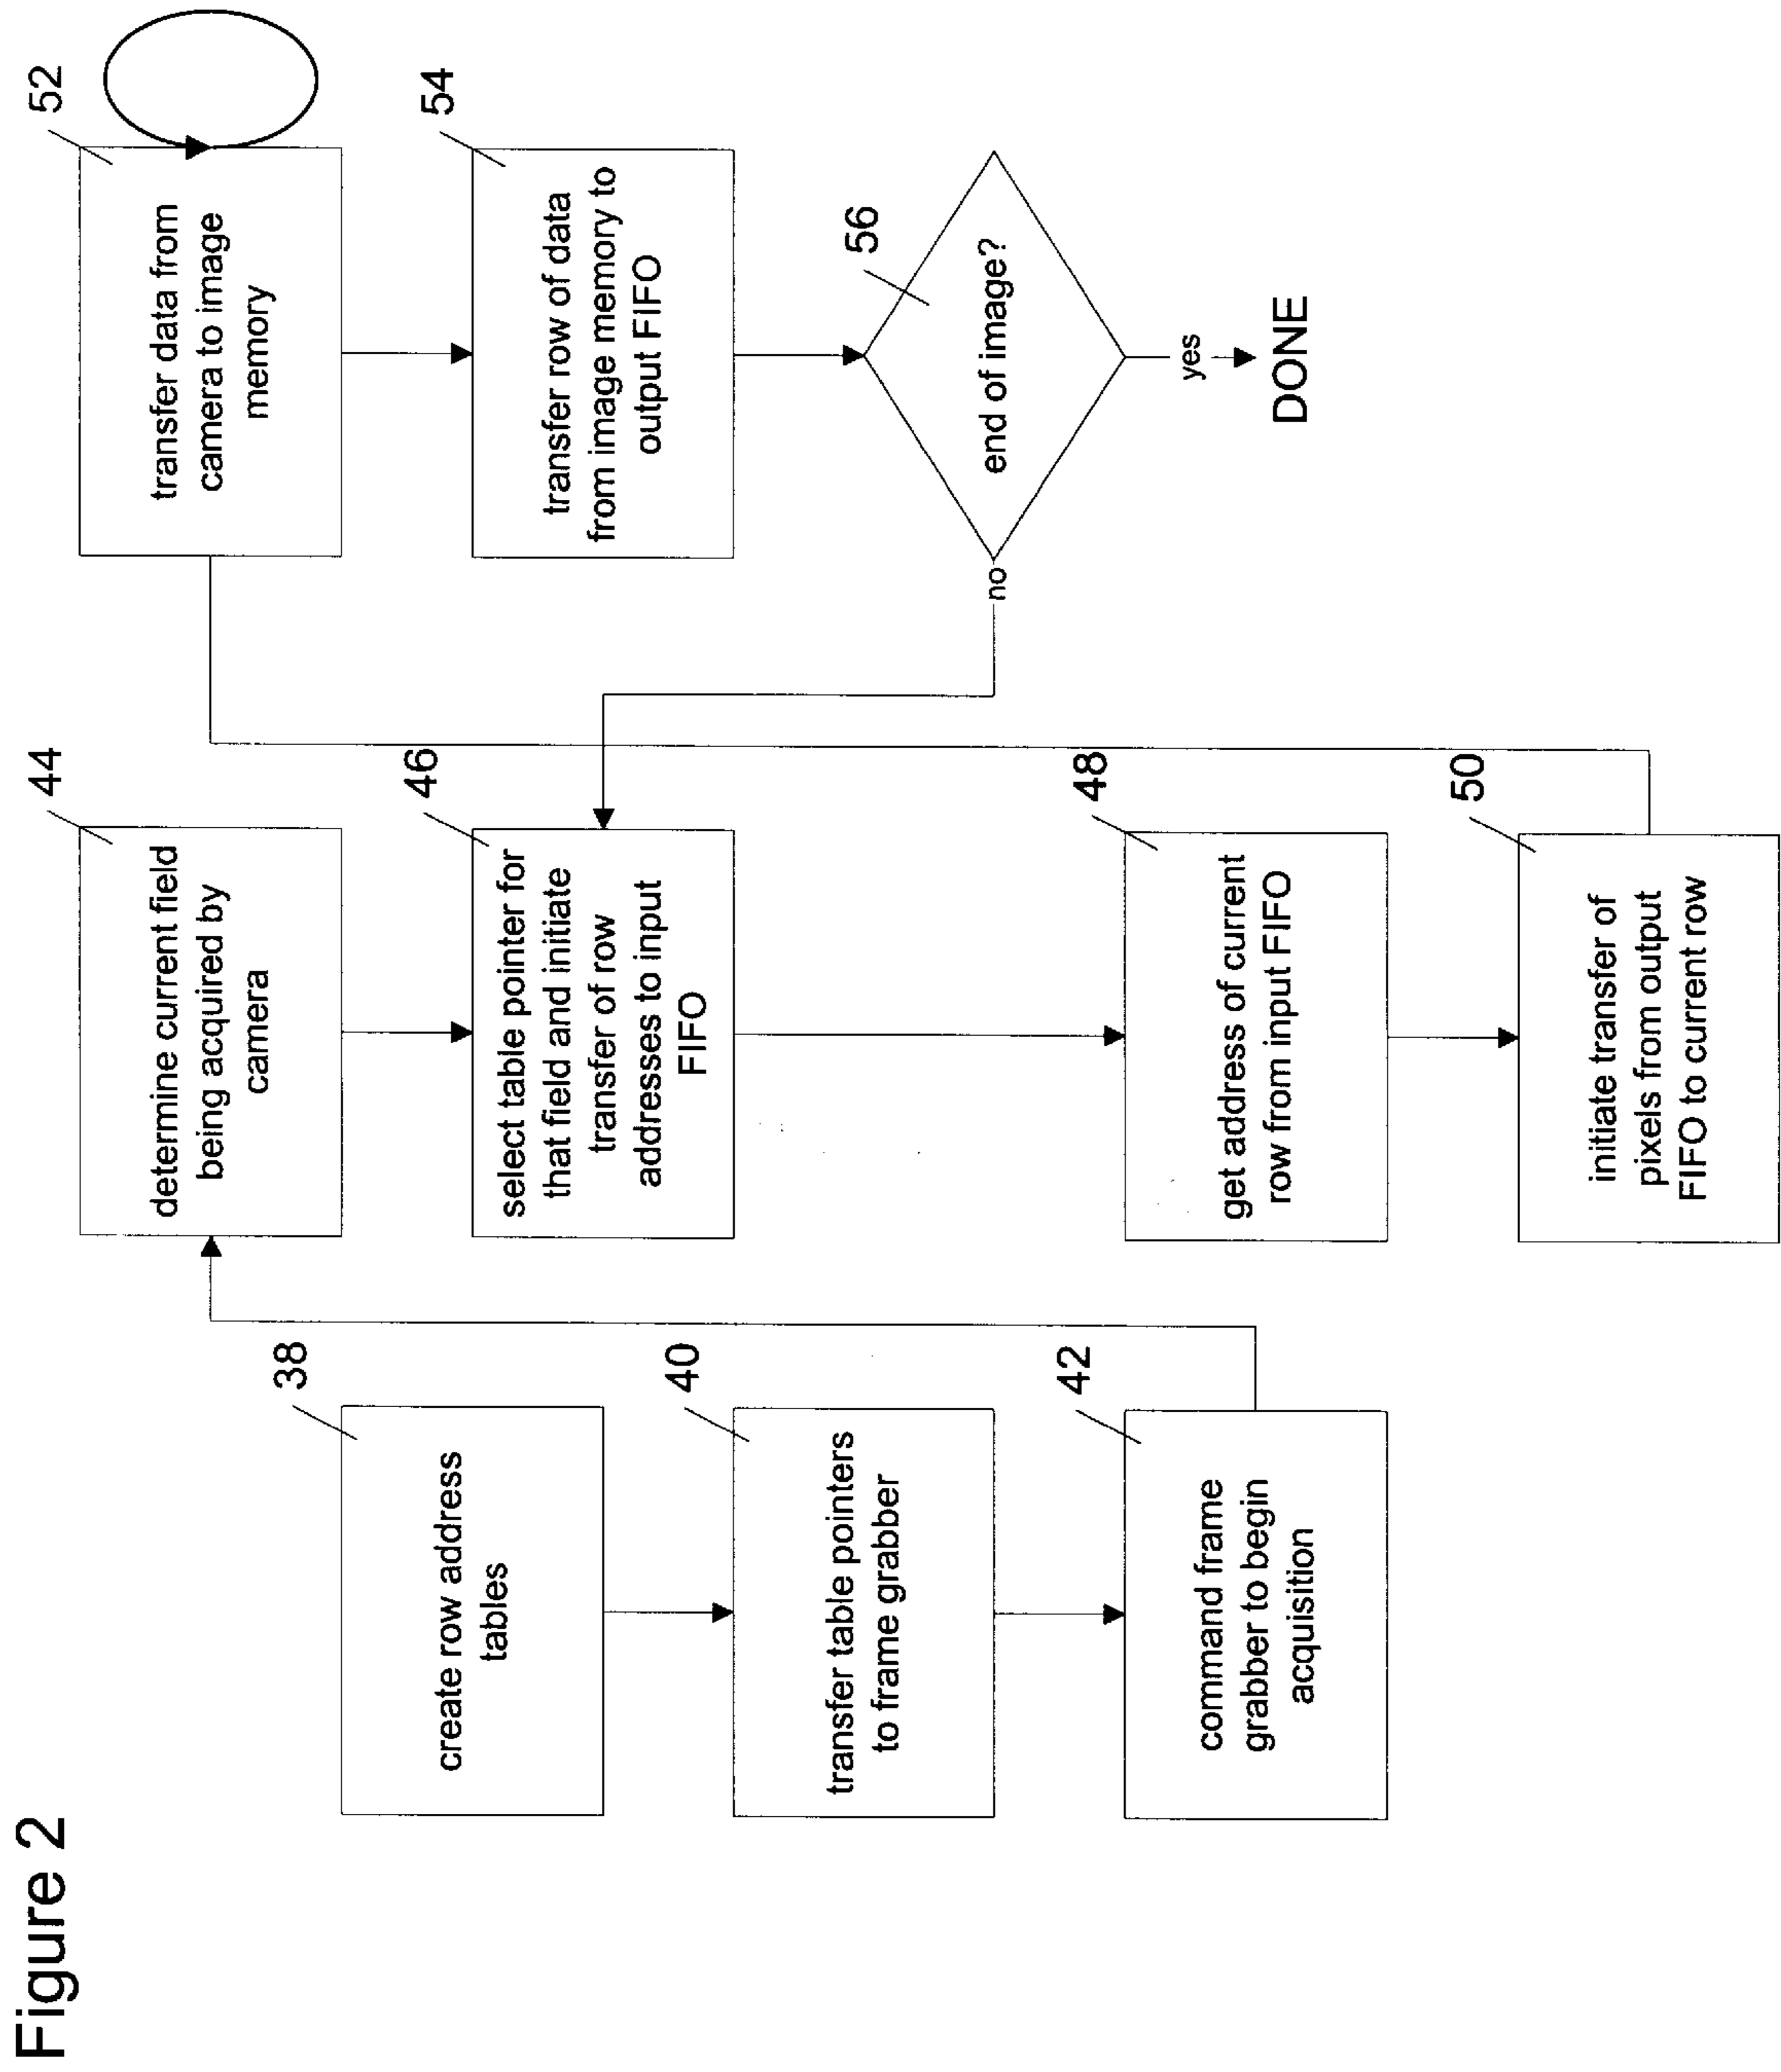 Figure 2
38
create row address
tables
40
transfer table pointers
to frame grabber
42
command frame
grabber to begin
acquisition
44
determine current field
being acquired by
camera
46
select table pointer for
that field and initiate
transfer of row
addresses to input
FIFO
48
get address of current
row from input FIFO
50
initiate transfer of
pixels from output
FIFO to current row
52
transfer data from
camera to image
memory
54
transfer row of data
from image memory to
output FIFO
56
end of image?
no
yes
DONE